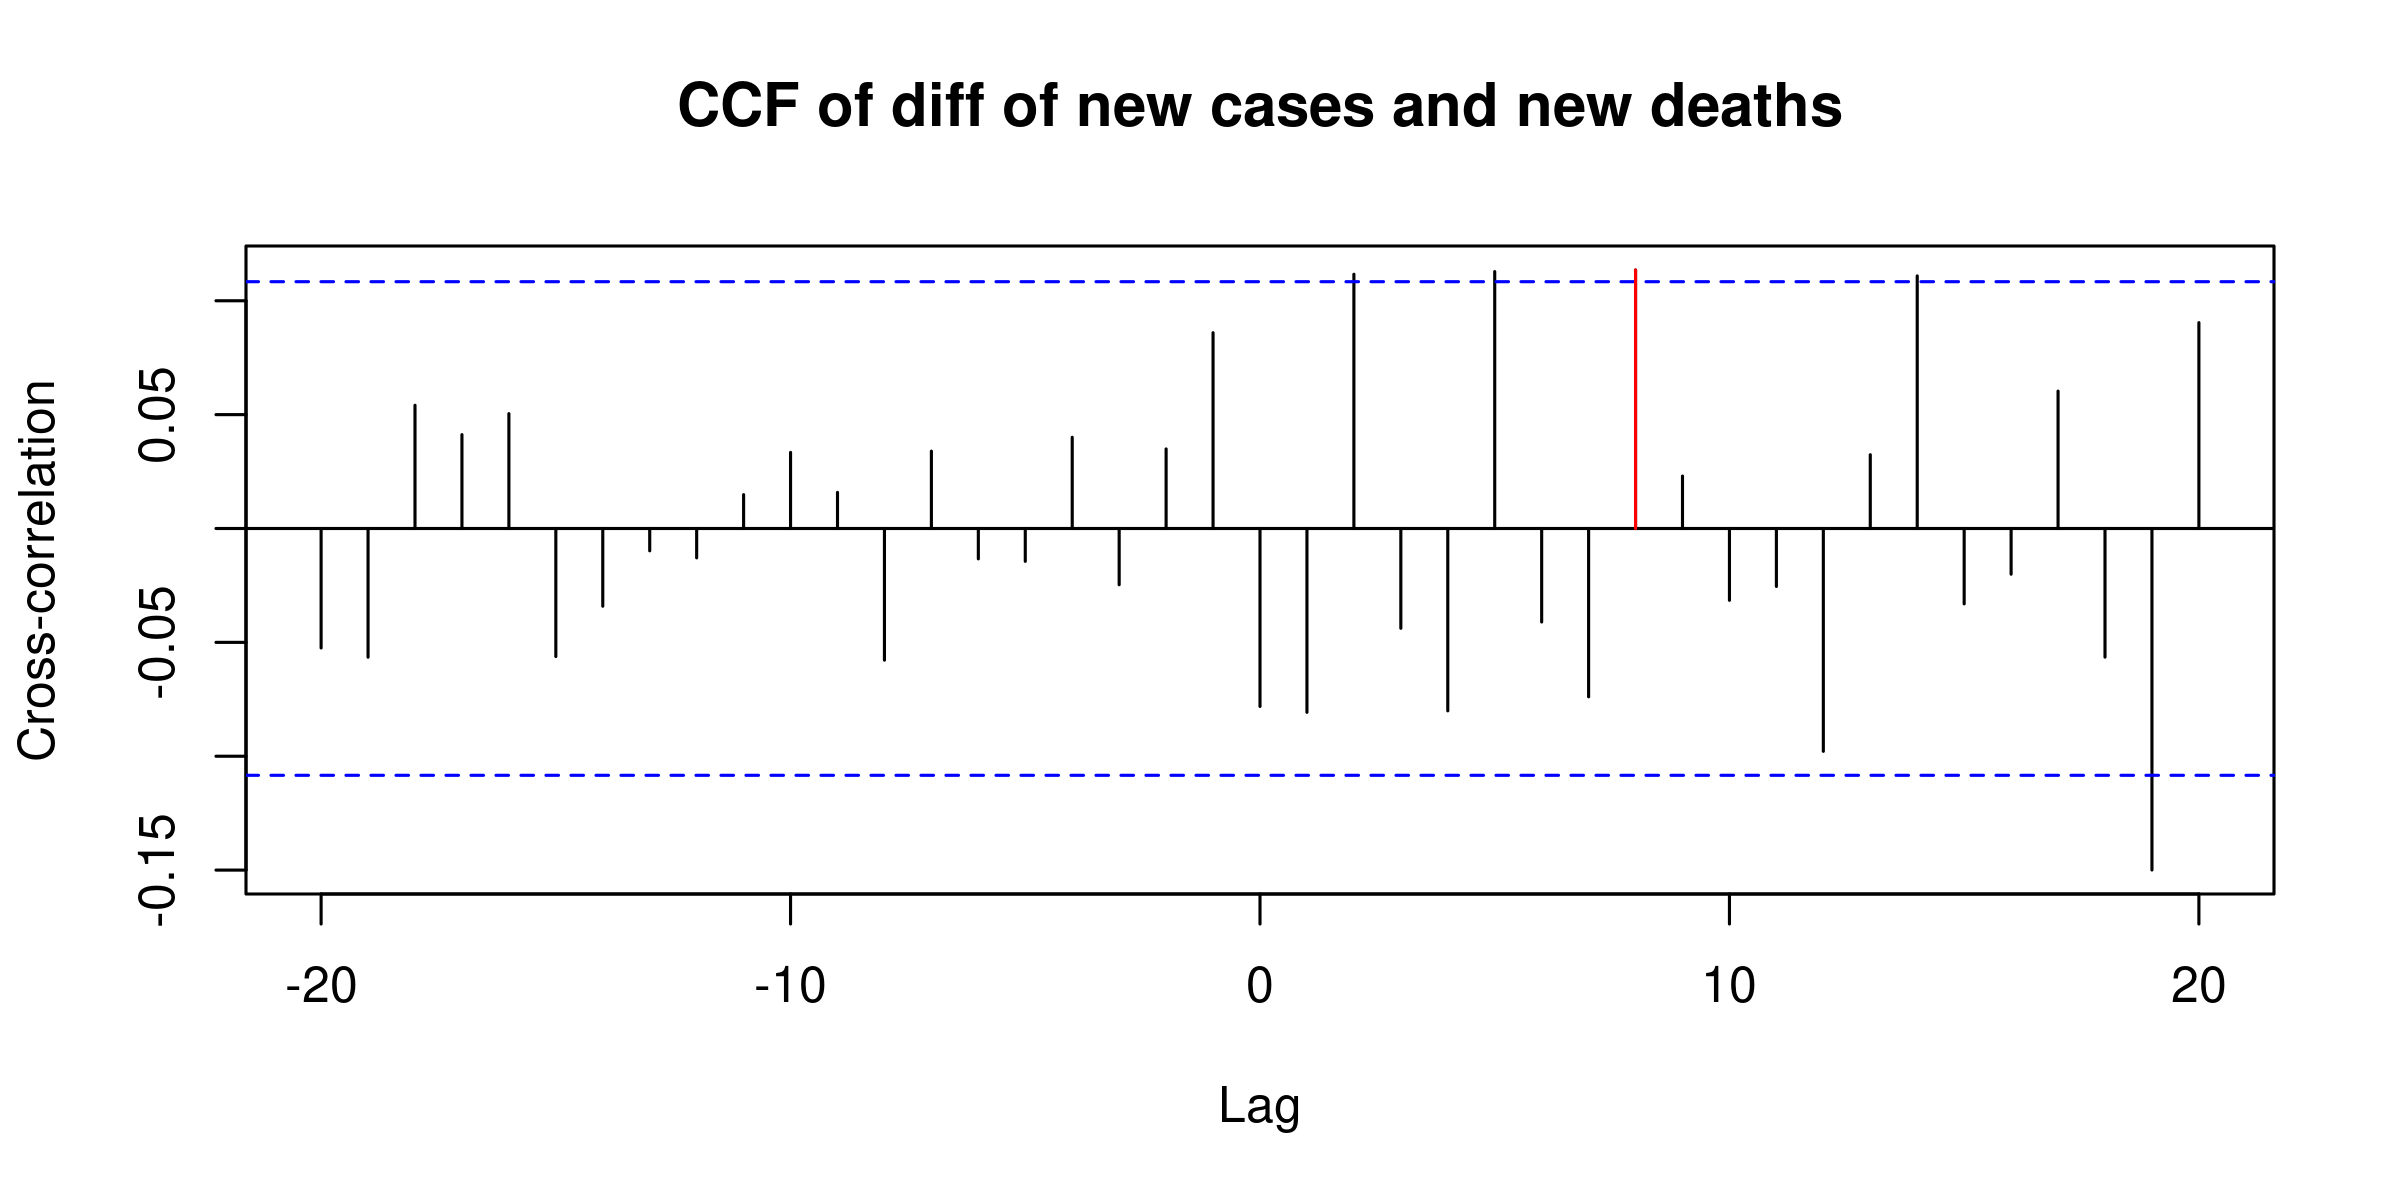 CCF of diff of new cases and new deaths
Cross-correlation
0.05
-0.05
-0.15
-20 -10 0 10 20
Lag